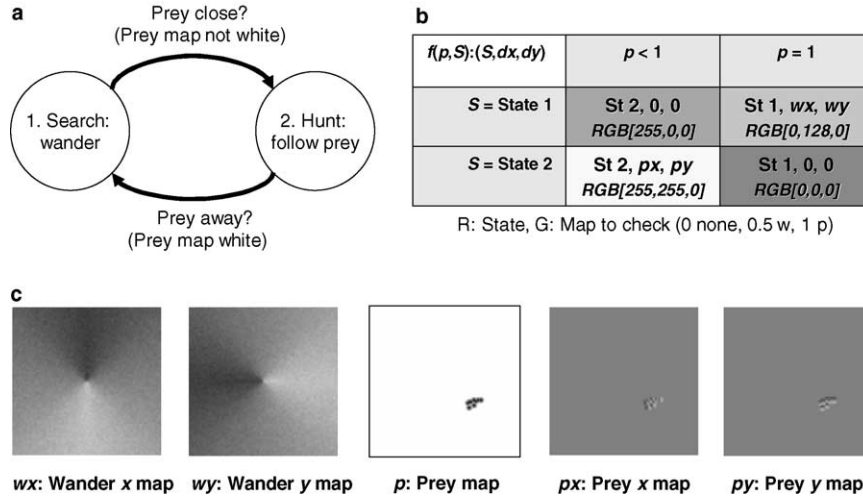 a
Prey close?
(Prey map not white)
1. Search:
wander
2. Hunt:
follow prey
Prey away?
(Prey map white)
b
f(p,S):(S,dx,dy)
p < 1
p = 1
S = State 1
St 2, 0, 0
RGB[255,0,0]
St 1, wx, wy
RGB[0,128,0]
S = State 2
St 2, px, py
RGB[255,255,0]
St 1, 0, 0
RGB[0,0,0]
R: State, G: Map to check (0 none, 0.5 w, 1 p)
c
wx: Wander x map
wy: Wander y map
p: Prey map
px: Prey x map
py: Prey y map